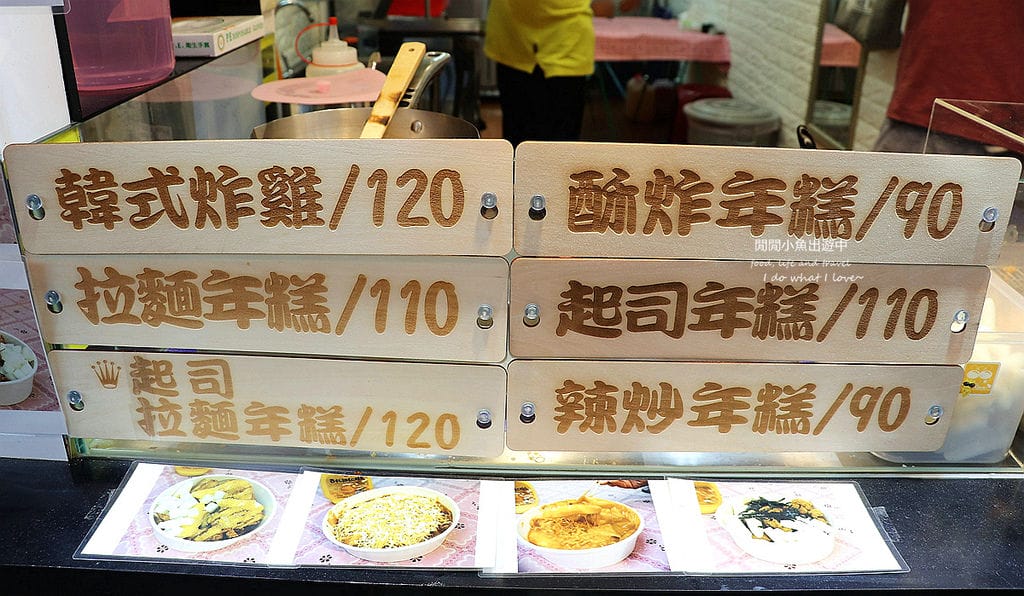 韓式炸雞/120
酥炸年糕/90
拉麵年糕/110
起司年糕/110
起司
拉麵年糕/120
辣炒年糕/90
閒閒小魚出遊中
food, life and travel
I do what I love~